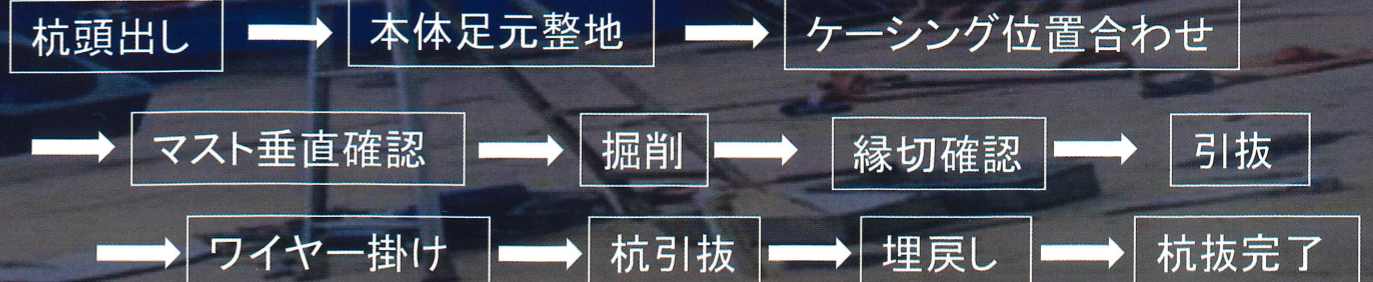 杭頭出し ➡ 本体足元整地 ➡ ケーシング位置合わせ
➡ マスト垂直確認 ➡ 掘削 ➡ 縁切確認 ➡ 引抜
➡ ワイヤー掛け ➡ 杭引抜 ➡ 埋戻し ➡ 杭抜完了